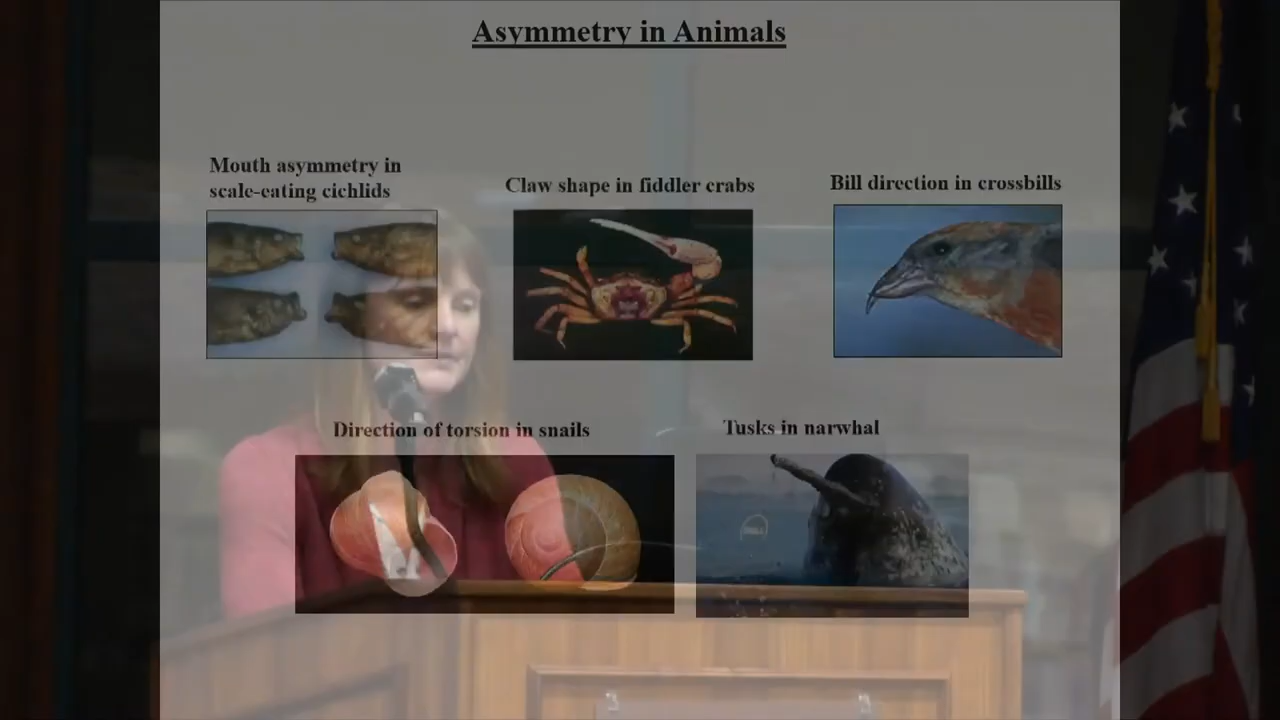 Asymmetry in Animals
Mouth asymmetry in
scale-eating cichlids
Claw shape in fiddler crabs
Bill direction in crossbills
Direction of torsion in snails
Tusks in narwhal